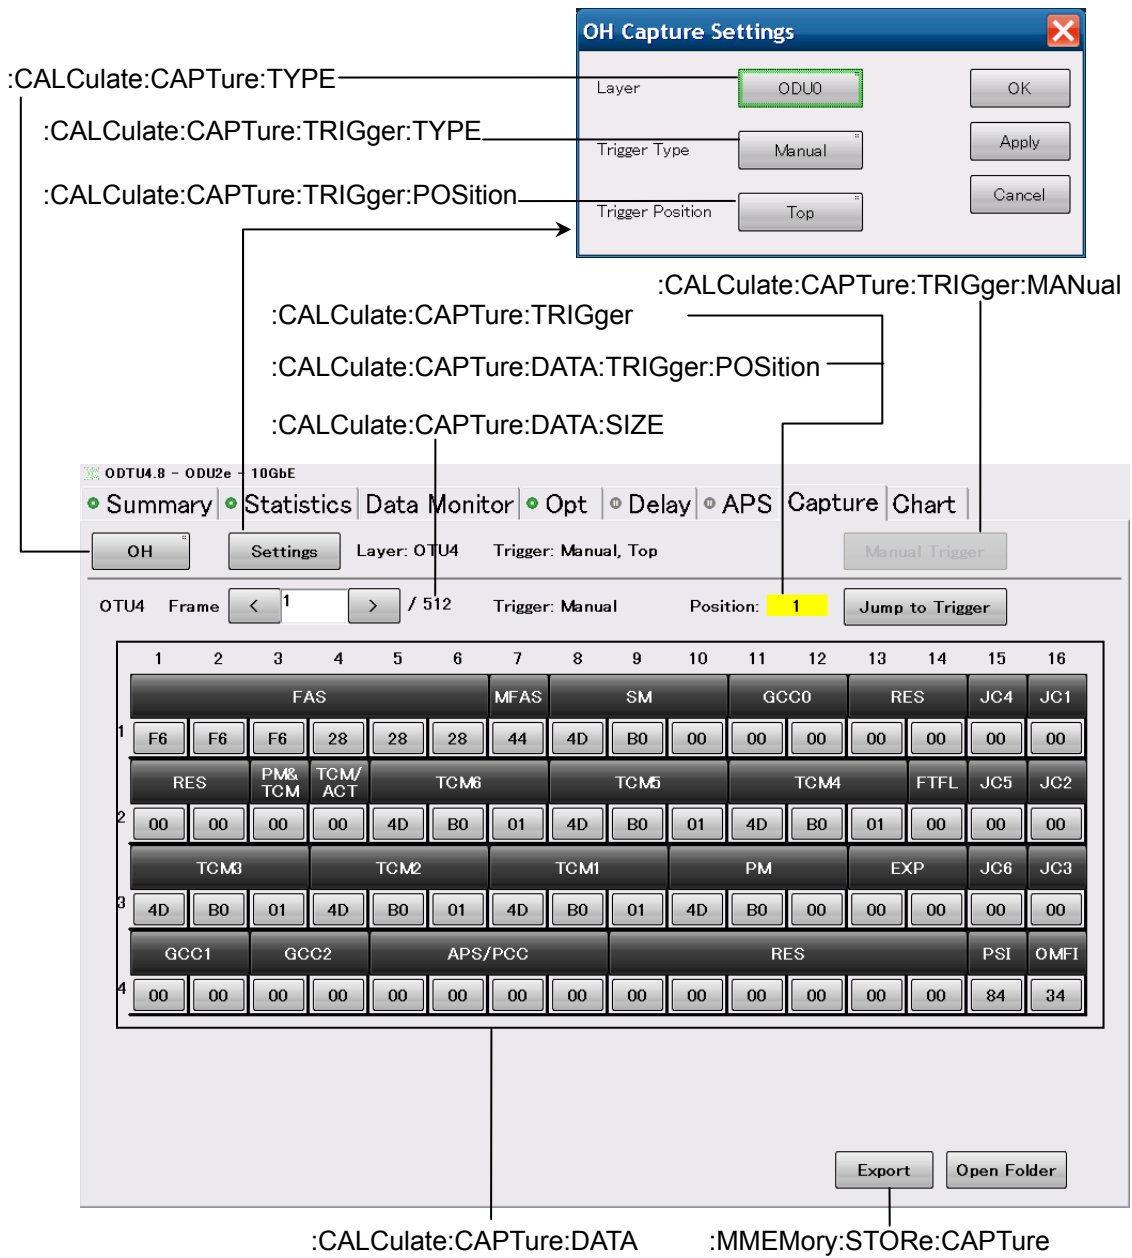 OH Capture Settings
:CALCulate:CAPTure:TYPE
Layer
ODU0
OK
:CALCulate:CAPTure:TRIGger:TYPE
Trigger Type
Manual
Apply
:CALCulate:CAPTure:TRIGger:POSition
Trigger Position
Top
Cancel
:CALCulate:CAPTure:TRIGger:MANual
:CALCulate:CAPTure:TRIGger
:CALCulate:CAPTure:DATA:TRIGger:POSition
:CALCulate:CAPTure:DATA:SIZE
ODTU4.8 - ODU2e - 10GbE
Summary Statistics Data Monitor Opt Delay APS Capture Chart
OH Settings Layer: OTU4 Trigger: Manual, Top Manual Trigger
OTU4 Frame < 1 > / 512 Trigger: Manual Position: 1 Jump to Trigger
1 2 3 4 5 6 7 8 9 10 11 12 13 14 15 16
FAS MFAS SM GCC0 RES JC4 JC1
1 F6 F6 F6 28 28 28 44 4D B0 00 00 00 00 00 00 00
RES PM& TCM TCM/ ACT TCM6 TCM5 TCM4 FTFL JC5 JC2
2 00 00 00 00 4D B0 01 4D B0 01 4D B0 01 00 00 00
TCM3 TCM2 TCM1 PM EXP JC6 JC3
3 4D B0 01 4D B0 01 4D B0 01 4D B0 00 00 00 00 00
GCC1 GCC2 APS/PCC RES PSI OMFI
4 00 00 00 00 00 00 00 00 00 00 00 00 00 00 84 34
Export Open Folder
:CALCulate:CAPTure:DATA :MMEMory:STORe:CAPTure